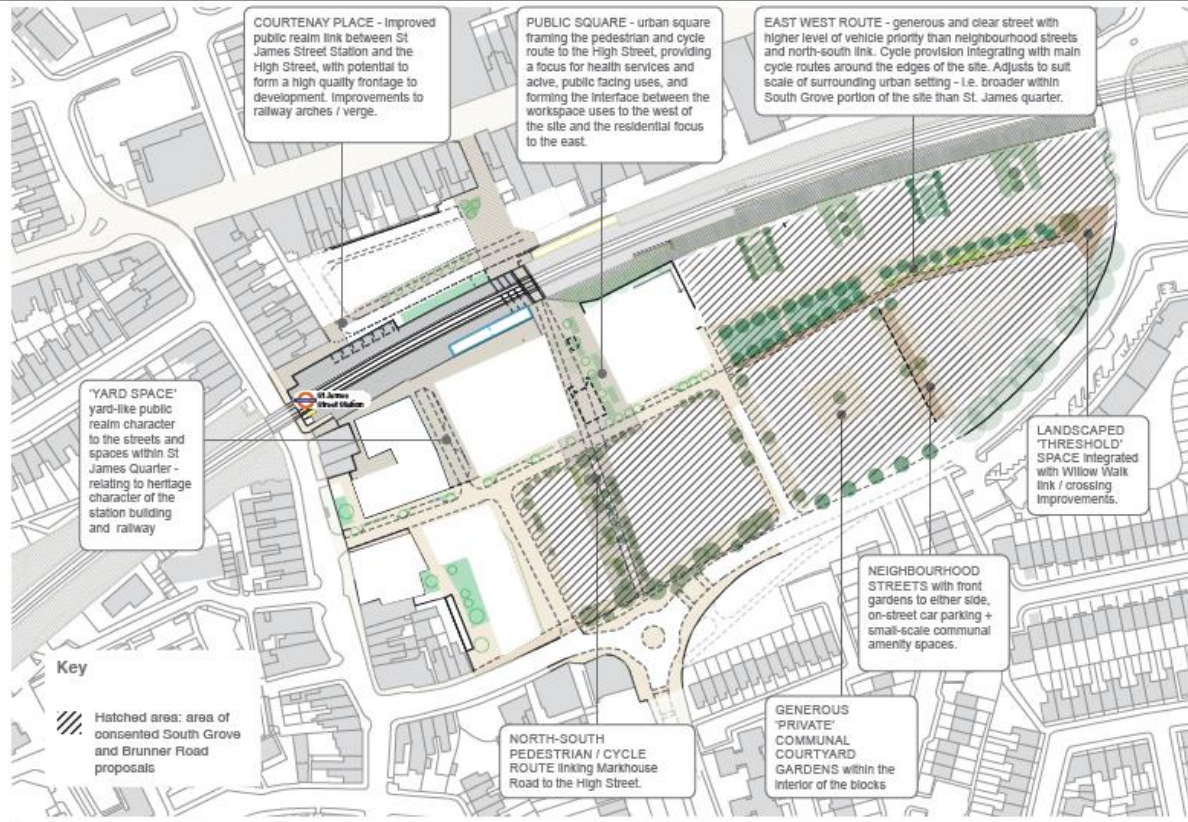 COURTENAY PLACE - Improved
public realm link between St
James Street Station and the
High Street, with potential to
form a high quality frontage to
development. Improvements to
railway arches / verge.
PUBLIC SQUARE - urban square
framing the pedestrian and cycle
route to the High Street, providing
a focus for health services and
acive, public facing uses, and
forming the interface between the
workspace uses to the west of
the site and the residential focus
to the east.
EAST WEST ROUTE - generous and clear street with
higher level of vehicle priority than neighbourhood streets
and north-south link. Cycle provision integrating with main
cycle routes around the edges of the site. Adjusts to suit
scale of surrounding urban setting - i.e. broader within
South Grove portion of the site than St. James quarter.
'YARD SPACE'
yard-like public
realm character
to the streets and
spaces within St
James Quarter -
relating to heritage
character of the
station building
and railway
St James
Street Station
LANDSCAPED
'THRESHOLD'
SPACE integrated
with Willow Walk
link / crossing
improvements.
NEIGHBOURHOOD
STREETS with front
gardens to either side,
on-street car parking +
small-scale communal
amenity spaces.
Key
Hatched area: area of
consented South Grove
and Brunner Road
proposals
NORTH-SOUTH
PEDESTRIAN / CYCLE
ROUTE linking Markhouse
Road to the High Street.
GENEROUS
'PRIVATE'
COMMUNAL
COURTYARD
GARDENS within the
interior of the blocks